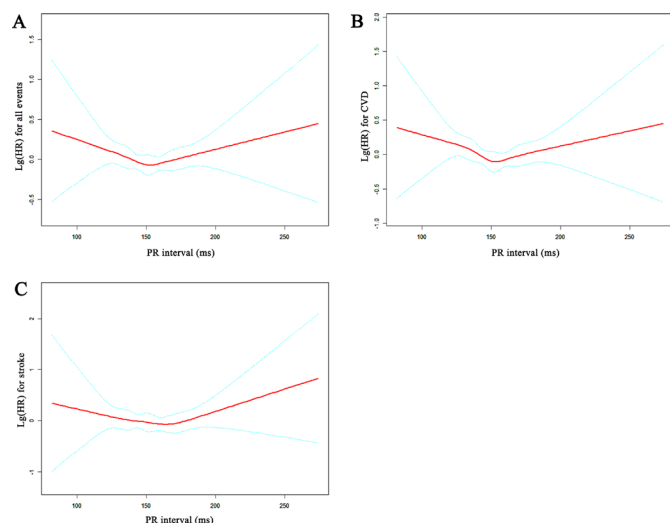 A
Lg(HR) for all events
1.5
1.0
0.5
0.0
-0.5
100 150 200 250
PR interval (ms)
B
Lg(HR) for CVD
2.0
1.5
1.0
0.5
0.0
-0.5
-1.0
100 150 200 250
PR interval (ms)
C
Lg(HR) for stroke
2
1
0
-1
100 150 200 250
PR interval (ms)